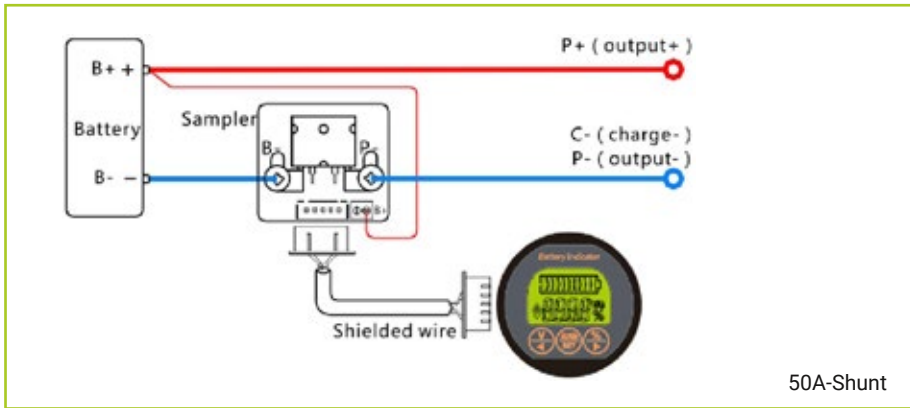 P+ ( output+ )
B+ +
Sampler
C- ( charge- )
Battery
B-
P-
P- ( output- )
B- −
B+
Battery Indicator
Shielded wire
50A-Shunt